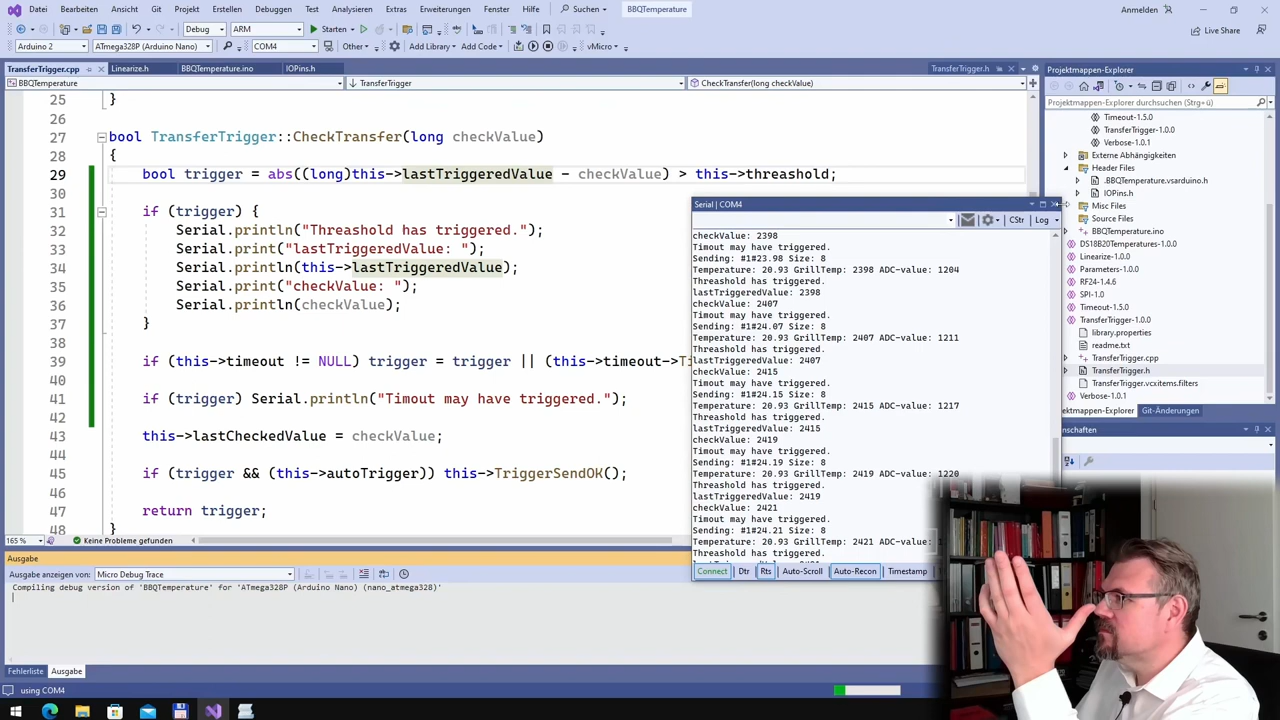 Datei Bearbeiten Ansicht Git Projekt Erstellen Debuggen Test Analysieren Extras Erweiterungen Fenster Hilfe Suchen BBQTemperature Anmelden
Debug ARM Starten Other Add Library Add Code Live Share
Arduino 2 ATmega328P (Arduino Nano) COM4 Other Add Library Add Code vMicro
TransferTrigger.cpp Linearize.h BBQTemperature.ino IOPins.h TransferTrigger.h
BBQTemperature TransferTrigger CheckTransfer(long checkValue)
25 }
26
27 bool TransferTrigger::CheckTransfer(long checkValue)
28 {
29 bool trigger = abs((long)this->lastTriggeredValue - checkValue) > this->threashold;
30
31 if (trigger) {
32 Serial.println("Threashold has triggered.");
33 Serial.print("lastTriggeredValue: ");
34 Serial.println(this->lastTriggeredValue);
35 Serial.print("checkValue: ");
36 Serial.println(checkValue);
37 }
38
39 if (this->timeout != NULL) trigger = trigger || (this->timeout->Ti
40
41 if (trigger) Serial.println("Timout may have triggered.");
42
43 this->lastCheckedValue = checkValue;
44
45 if (trigger && (this->autoTrigger)) this->TriggerSendOK();
46
47 return trigger;
48 }
165 % Keine Probleme gefunden
Serial | COM4
CStr Log
checkValue: 2398
Timout may have triggered.
Sending: #1#23.98 Size: 8
Temperature: 20.93 GrillTemp: 2398 ADC-value: 1204
Threashold has triggered.
lastTriggeredValue: 2398
checkValue: 2407
Timout may have triggered.
Sending: #1#24.07 Size: 8
Temperature: 20.93 GrillTemp: 2407 ADC-value: 1211
Threashold has triggered.
lastTriggeredValue: 2407
checkValue: 2415
Timout may have triggered.
Sending: #1#24.15 Size: 8
Temperature: 20.93 GrillTemp: 2415 ADC-value: 1217
Threashold has triggered.
lastTriggeredValue: 2415
checkValue: 2419
Timout may have triggered.
Sending: #1#24.19 Size: 8
Temperature: 20.93 GrillTemp: 2419 ADC-value: 1220
Threashold has triggered.
lastTriggeredValue: 2419
checkValue: 2421
Timout may have triggered.
Sending: #1#24.21 Size: 8
Temperature: 20.93 GrillTemp: 2421 ADC-value:
Threashold has triggered.
Connect Dtr Rts Auto-Scroll Auto-Recon Timestamp
Projektmappen-Explorer
Projektmappen-Explorer durchsuchen (Strg+ü)
Timeout-1.5.0
TransferTrigger-1.0.0
Verbose-1.0.1
Externe Abhängigkeiten
Header Files
.BBQTemperature.vsarduino.h
IOPins.h
Misc Files
Source Files
BBQTemperature.ino
DS18B20Temperatures-1.0.0
Linearize-1.0.0
Parameters-1.0.0
RF24-1.4.6
SPI-1.0
Timeout-1.5.0
TransferTrigger-1.0.0
library.properties
readme.txt
TransferTrigger.cpp
TransferTrigger.h
TransferTrigger.vcxitems.filters
Verbose-1.0.1
Git-Änderungen
Ausgabe
Ausgabe anzeigen von: Micro Debug Trace
Compiling debug version of 'BBQTemperature' for 'ATmega328P (Arduino Nano) (nano_atmega328)'
Fehlerliste Ausgabe
using COM4